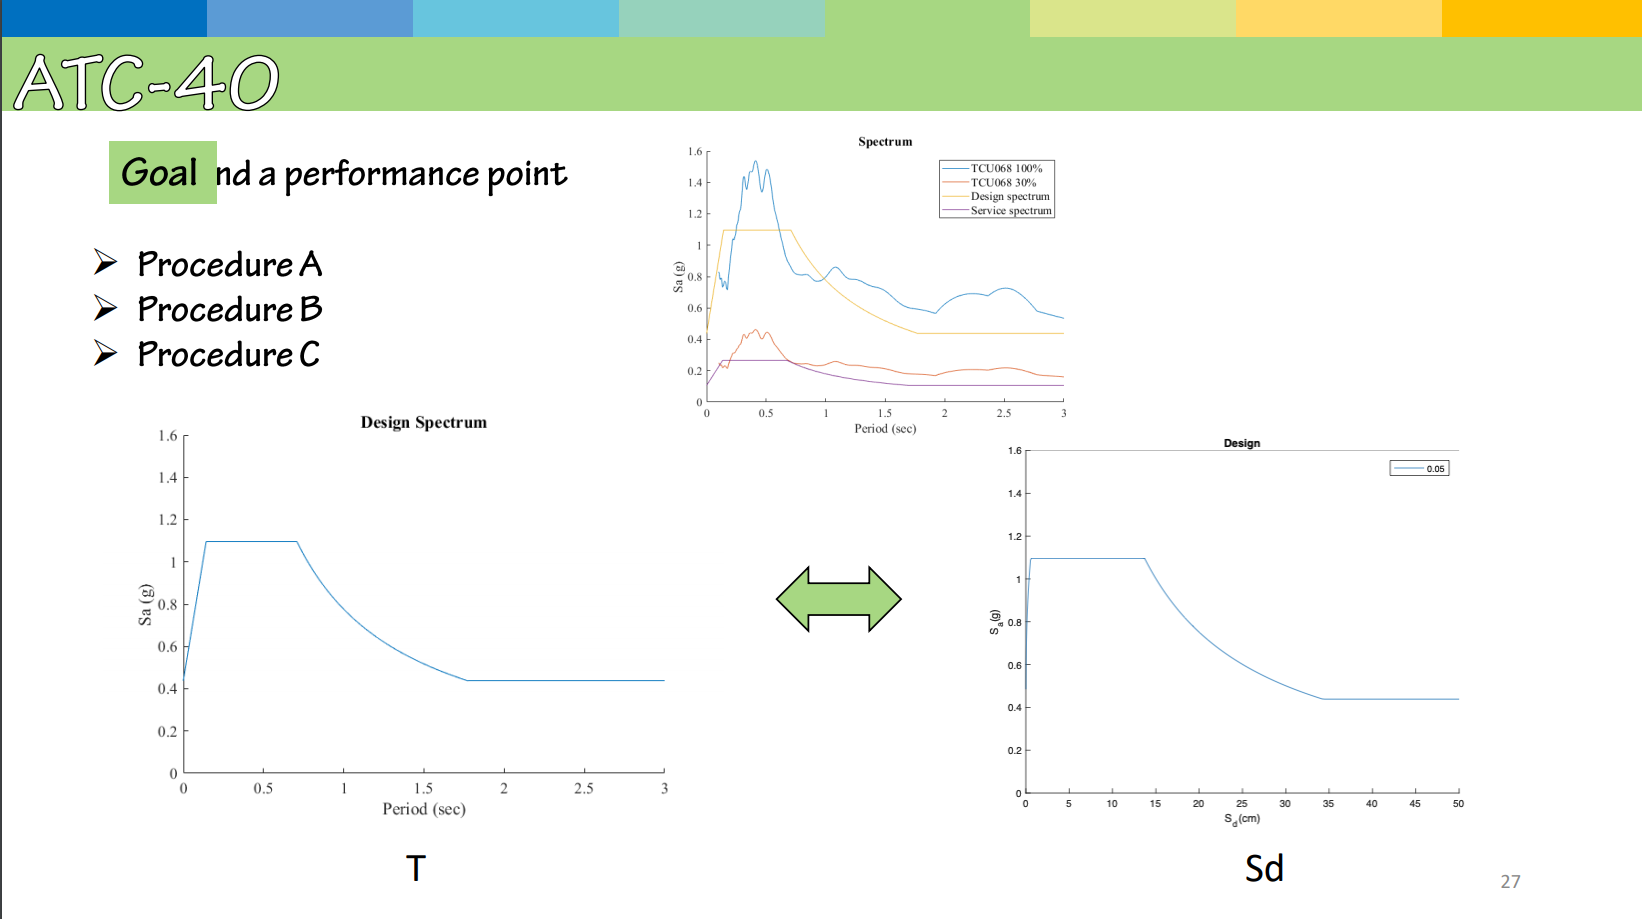 ATC-40
Goal nd a performance point
➢ Procedure A
➢ Procedure B
➢ Procedure C
Spectrum
TCU068 100%
TCU068 30%
Design spectrum
Service spectrum
Sa (g)
1.6
1.4
1.2
1
0.8
0.6
0.4
0.2
0
0 0.5 1 1.5 2 2.5 3
Period (sec)
Design Spectrum
Sa (g)
1.6
1.4
1.2
1
0.8
0.6
0.4
0.2
0
0 0.5 1 1.5 2 2.5 3
Period (sec)
T
Design
0.05
Sa(g)
1.6
1.4
1.2
1
0.8
0.6
0.4
0.2
0
0 5 10 15 20 25 30 35 40 45 50
Sd(cm)
Sd
27